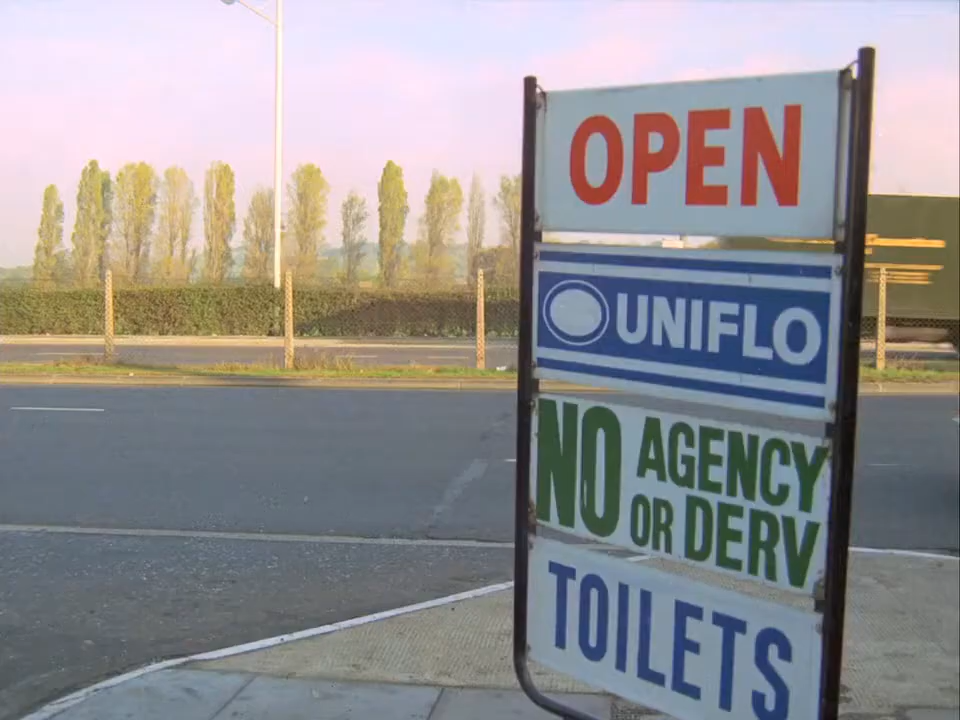 OPEN
UNIFLO
NO AGENCY
OR DERV
TOILETS